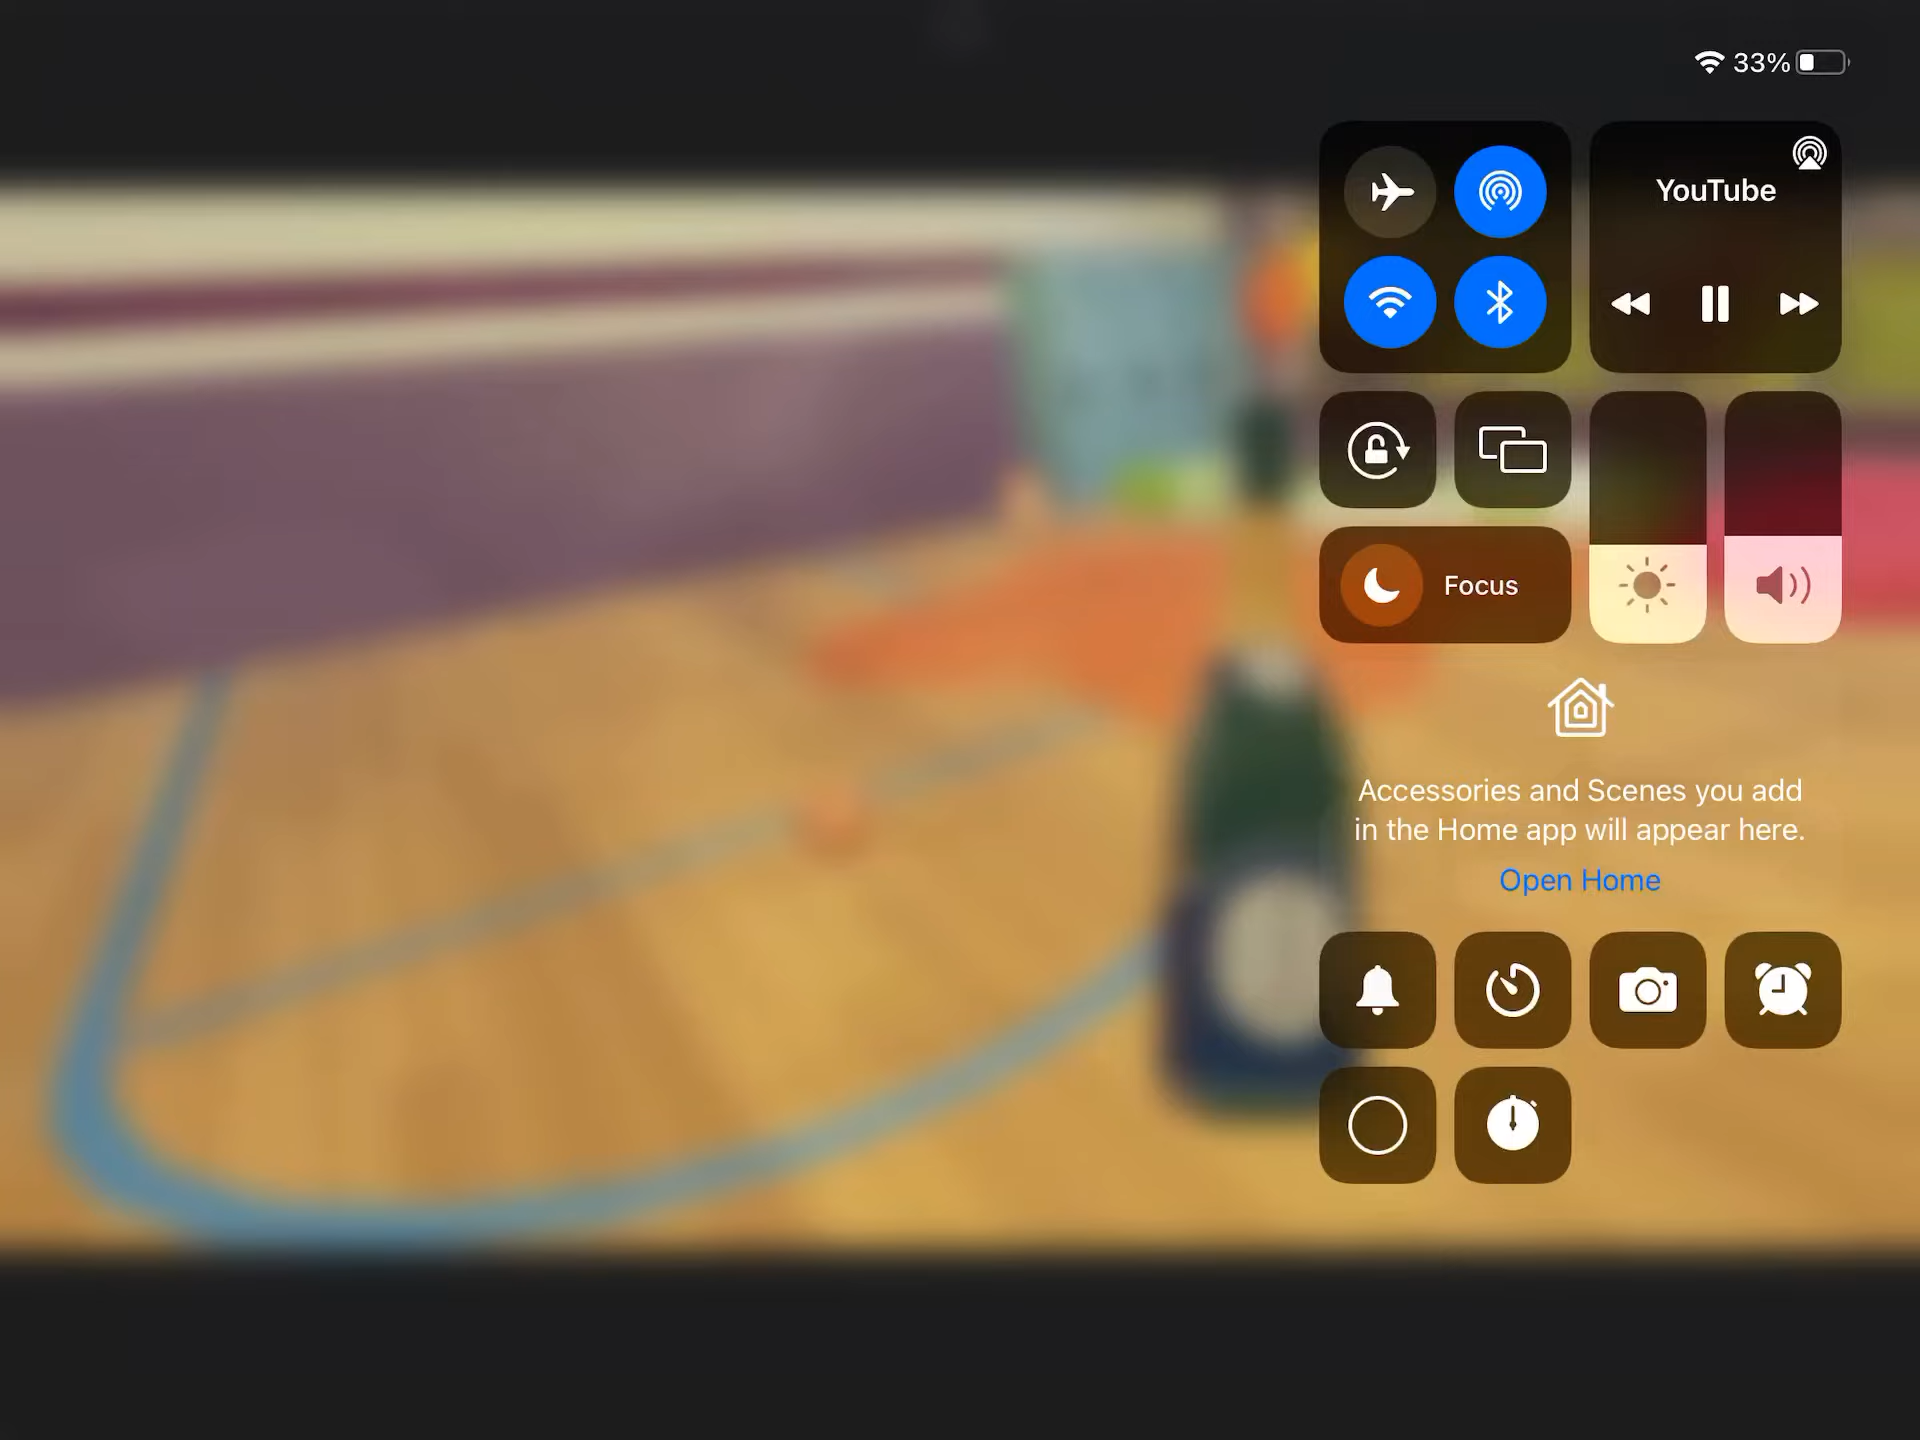 33%
YouTube
Focus
Accessories and Scenes you add
in the Home app will appear here.
Open Home